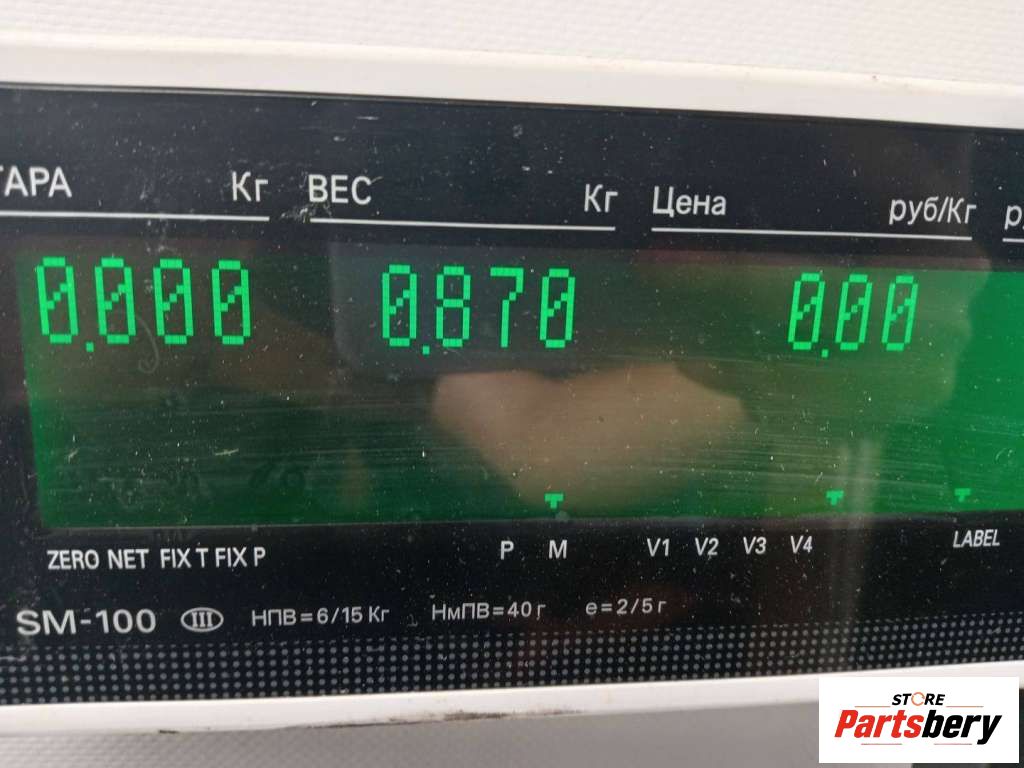 ТАРА Кг ВЕС Кг Цена руб/Кг р
0.000 0.870 0.00
ZERO NET FIX T FIX P P M V1 V2 V3 V4 LABEL
SM-100 III НПВ=6/15 Кг НмПВ=40 г e=2/5 г
STORE
Partsbery